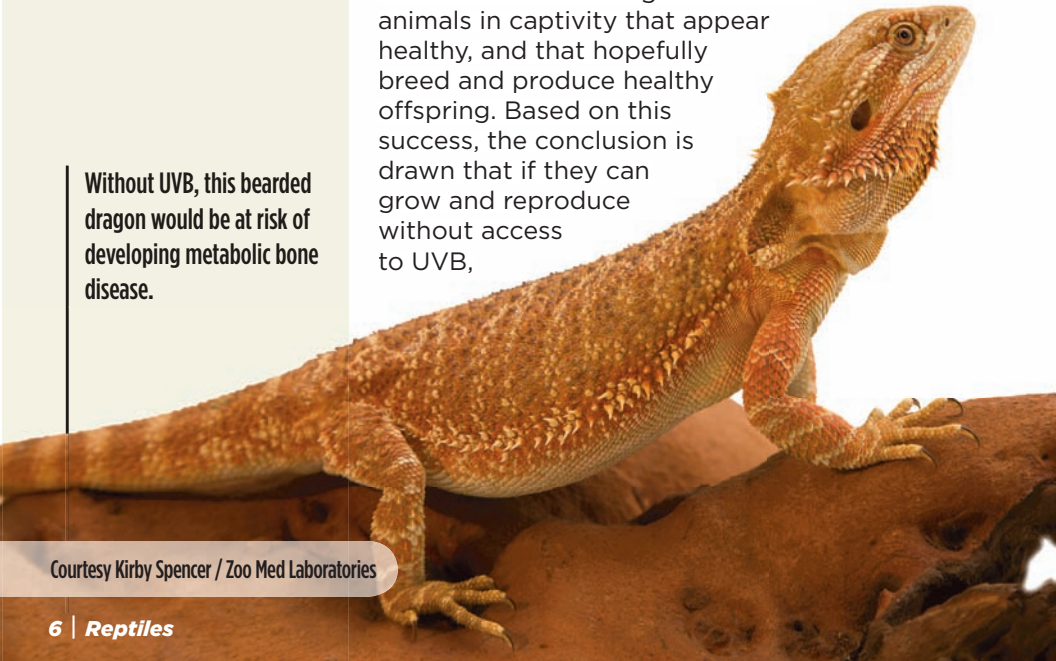 animals in captivity that appear
healthy, and that hopefully
breed and produce healthy
offspring. Based on this
success, the conclusion is
drawn that if they can
grow and reproduce
without access
to UVB,
Without UVB, this bearded
dragon would be at risk of
developing metabolic bone
disease.
Courtesy Kirby Spencer / Zoo Med Laboratories
6 | Reptiles